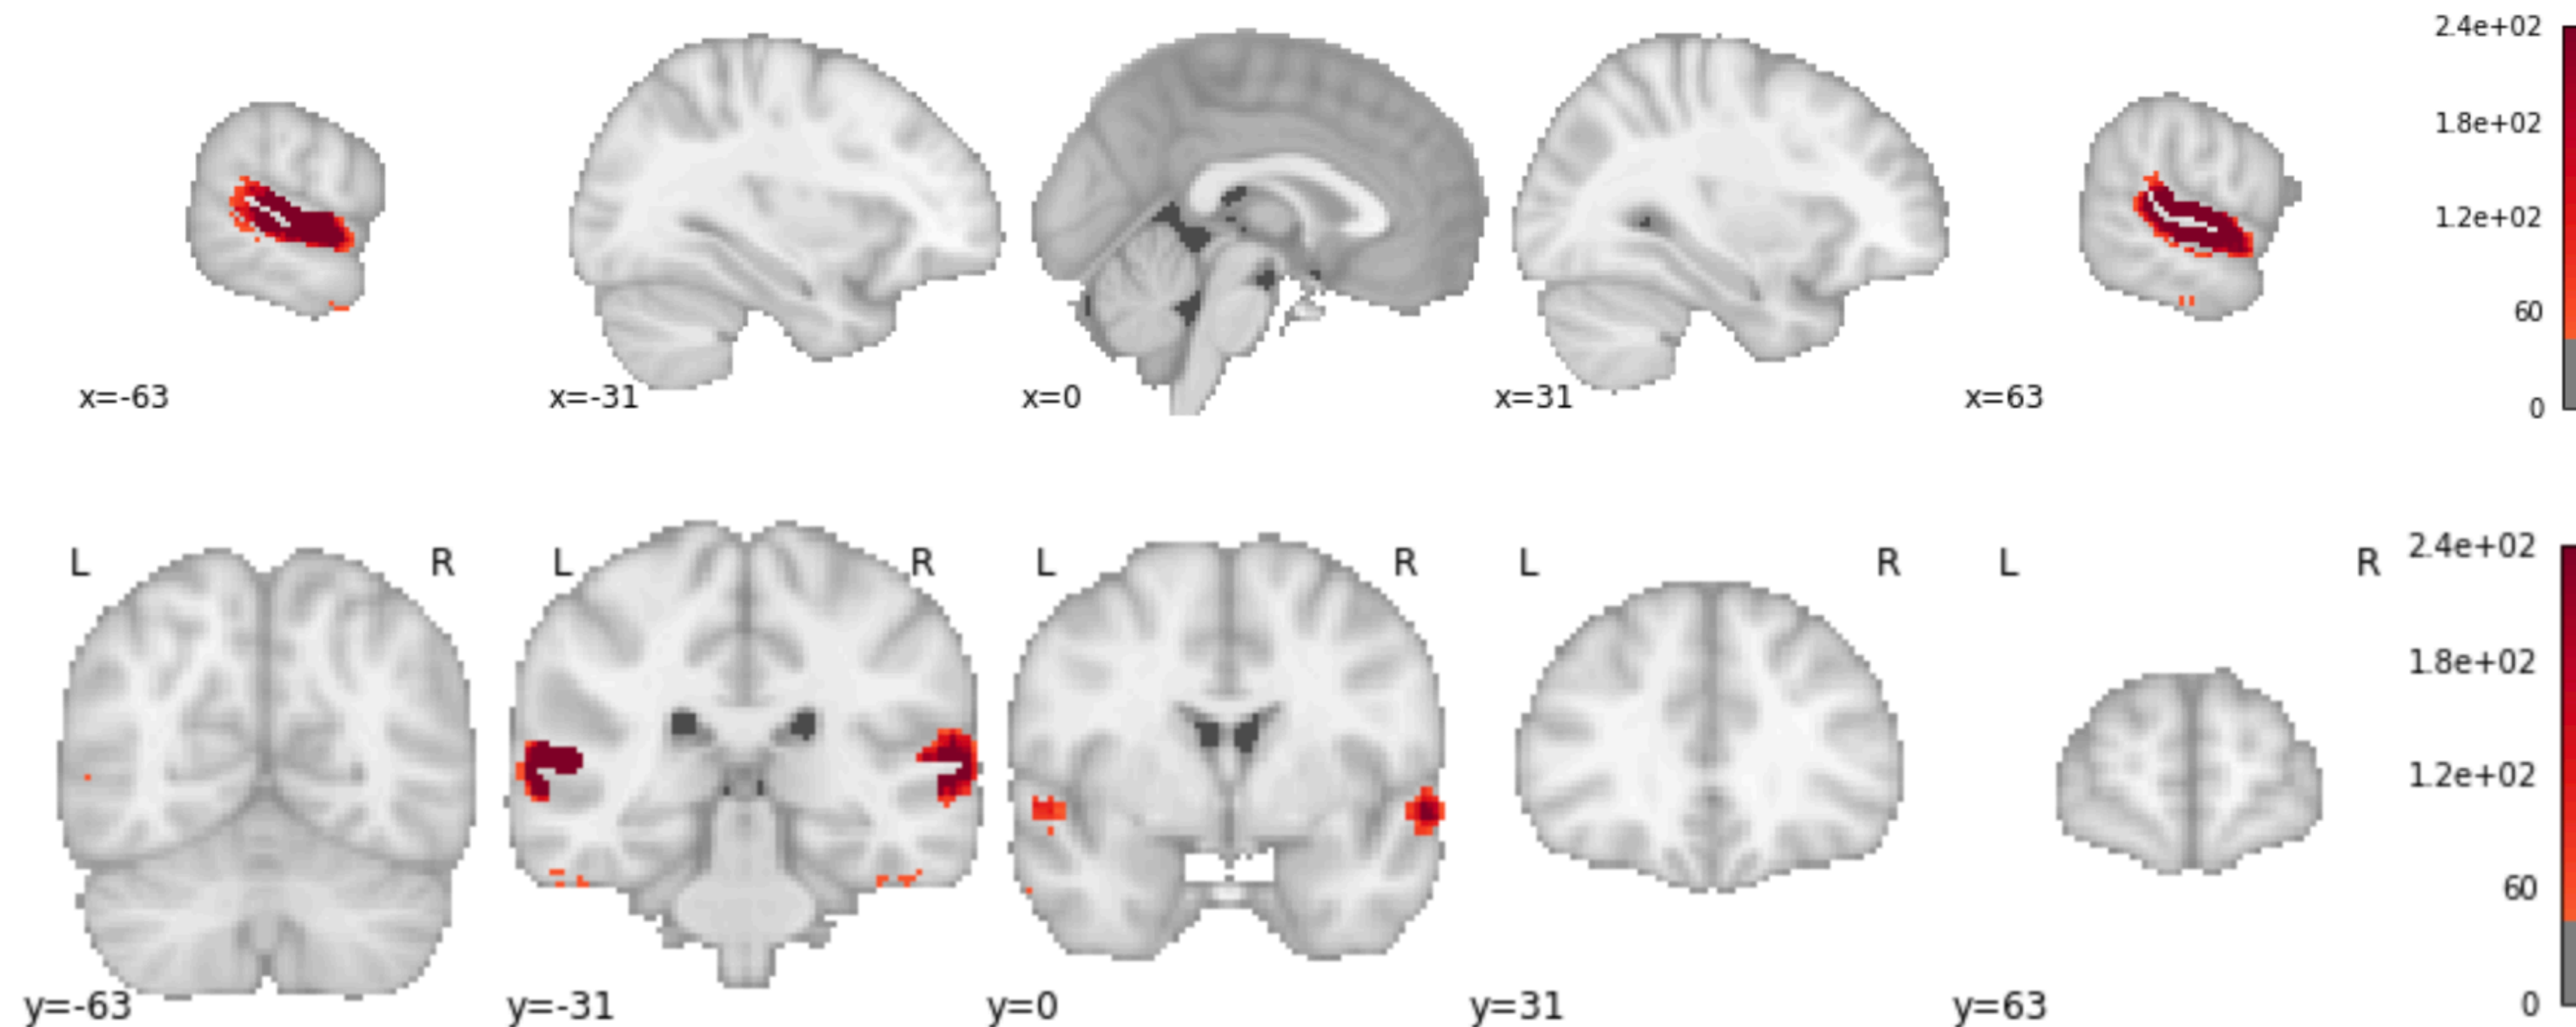 2.4e+02
1.8e+02
1.2e+02
60
0
x=-63 x=-31 x=0 x=31 x=63
L R L R L R L R L R
2.4e+02
1.8e+02
1.2e+02
60
0
y=-63 y=-31 y=0 y=31 y=63